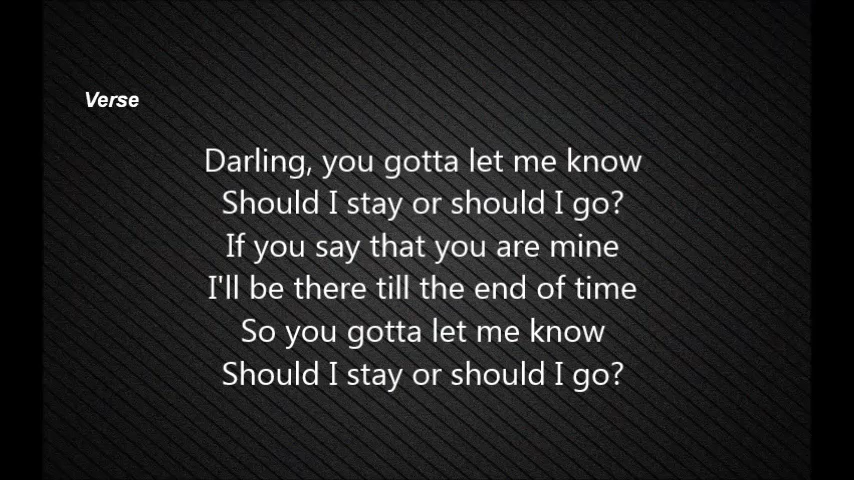 Verse
Darling, you gotta let me know
Should I stay or should I go?
If you say that you are mine
I'll be there till the end of time
So you gotta let me know
Should I stay or should I go?